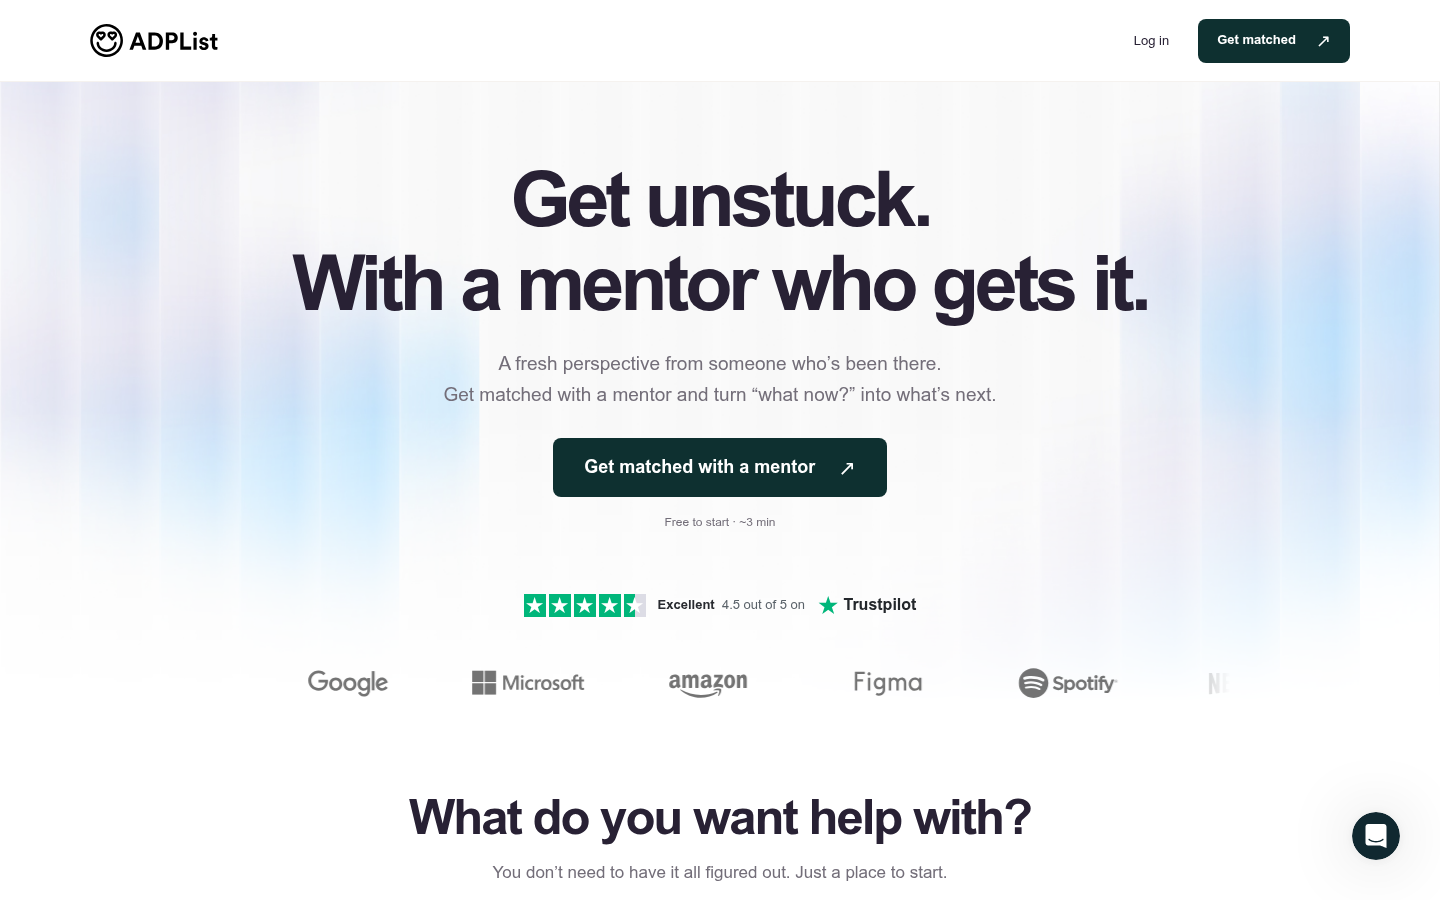 ADPList
Log in
Get matched
Get unstuck.
With a mentor who gets it.
A fresh perspective from someone who’s been there.
Get matched with a mentor and turn “what now?” into what’s next.
Get matched with a mentor
Free to start · ~3 min
Excellent 4.5 out of 5 on Trustpilot
Google Microsoft amazon Figma Spotify
What do you want help with?
You don’t need to have it all figured out. Just a place to start.